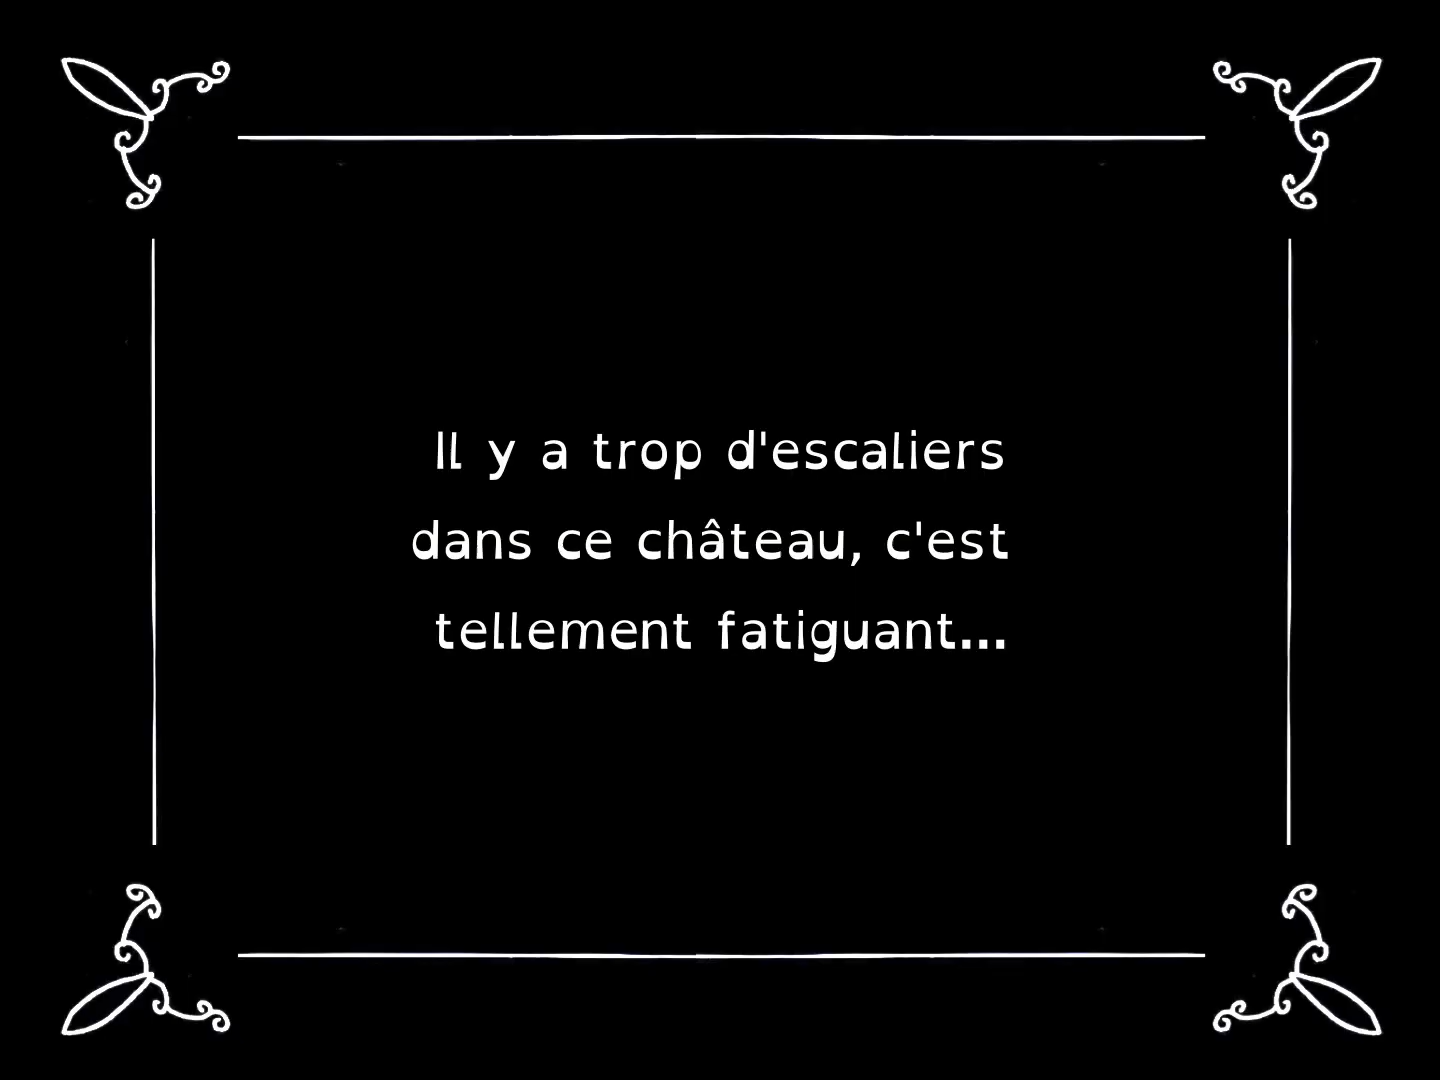 Il y a trop d'escaliers
dans ce château, c'est
tellement fatiguant...